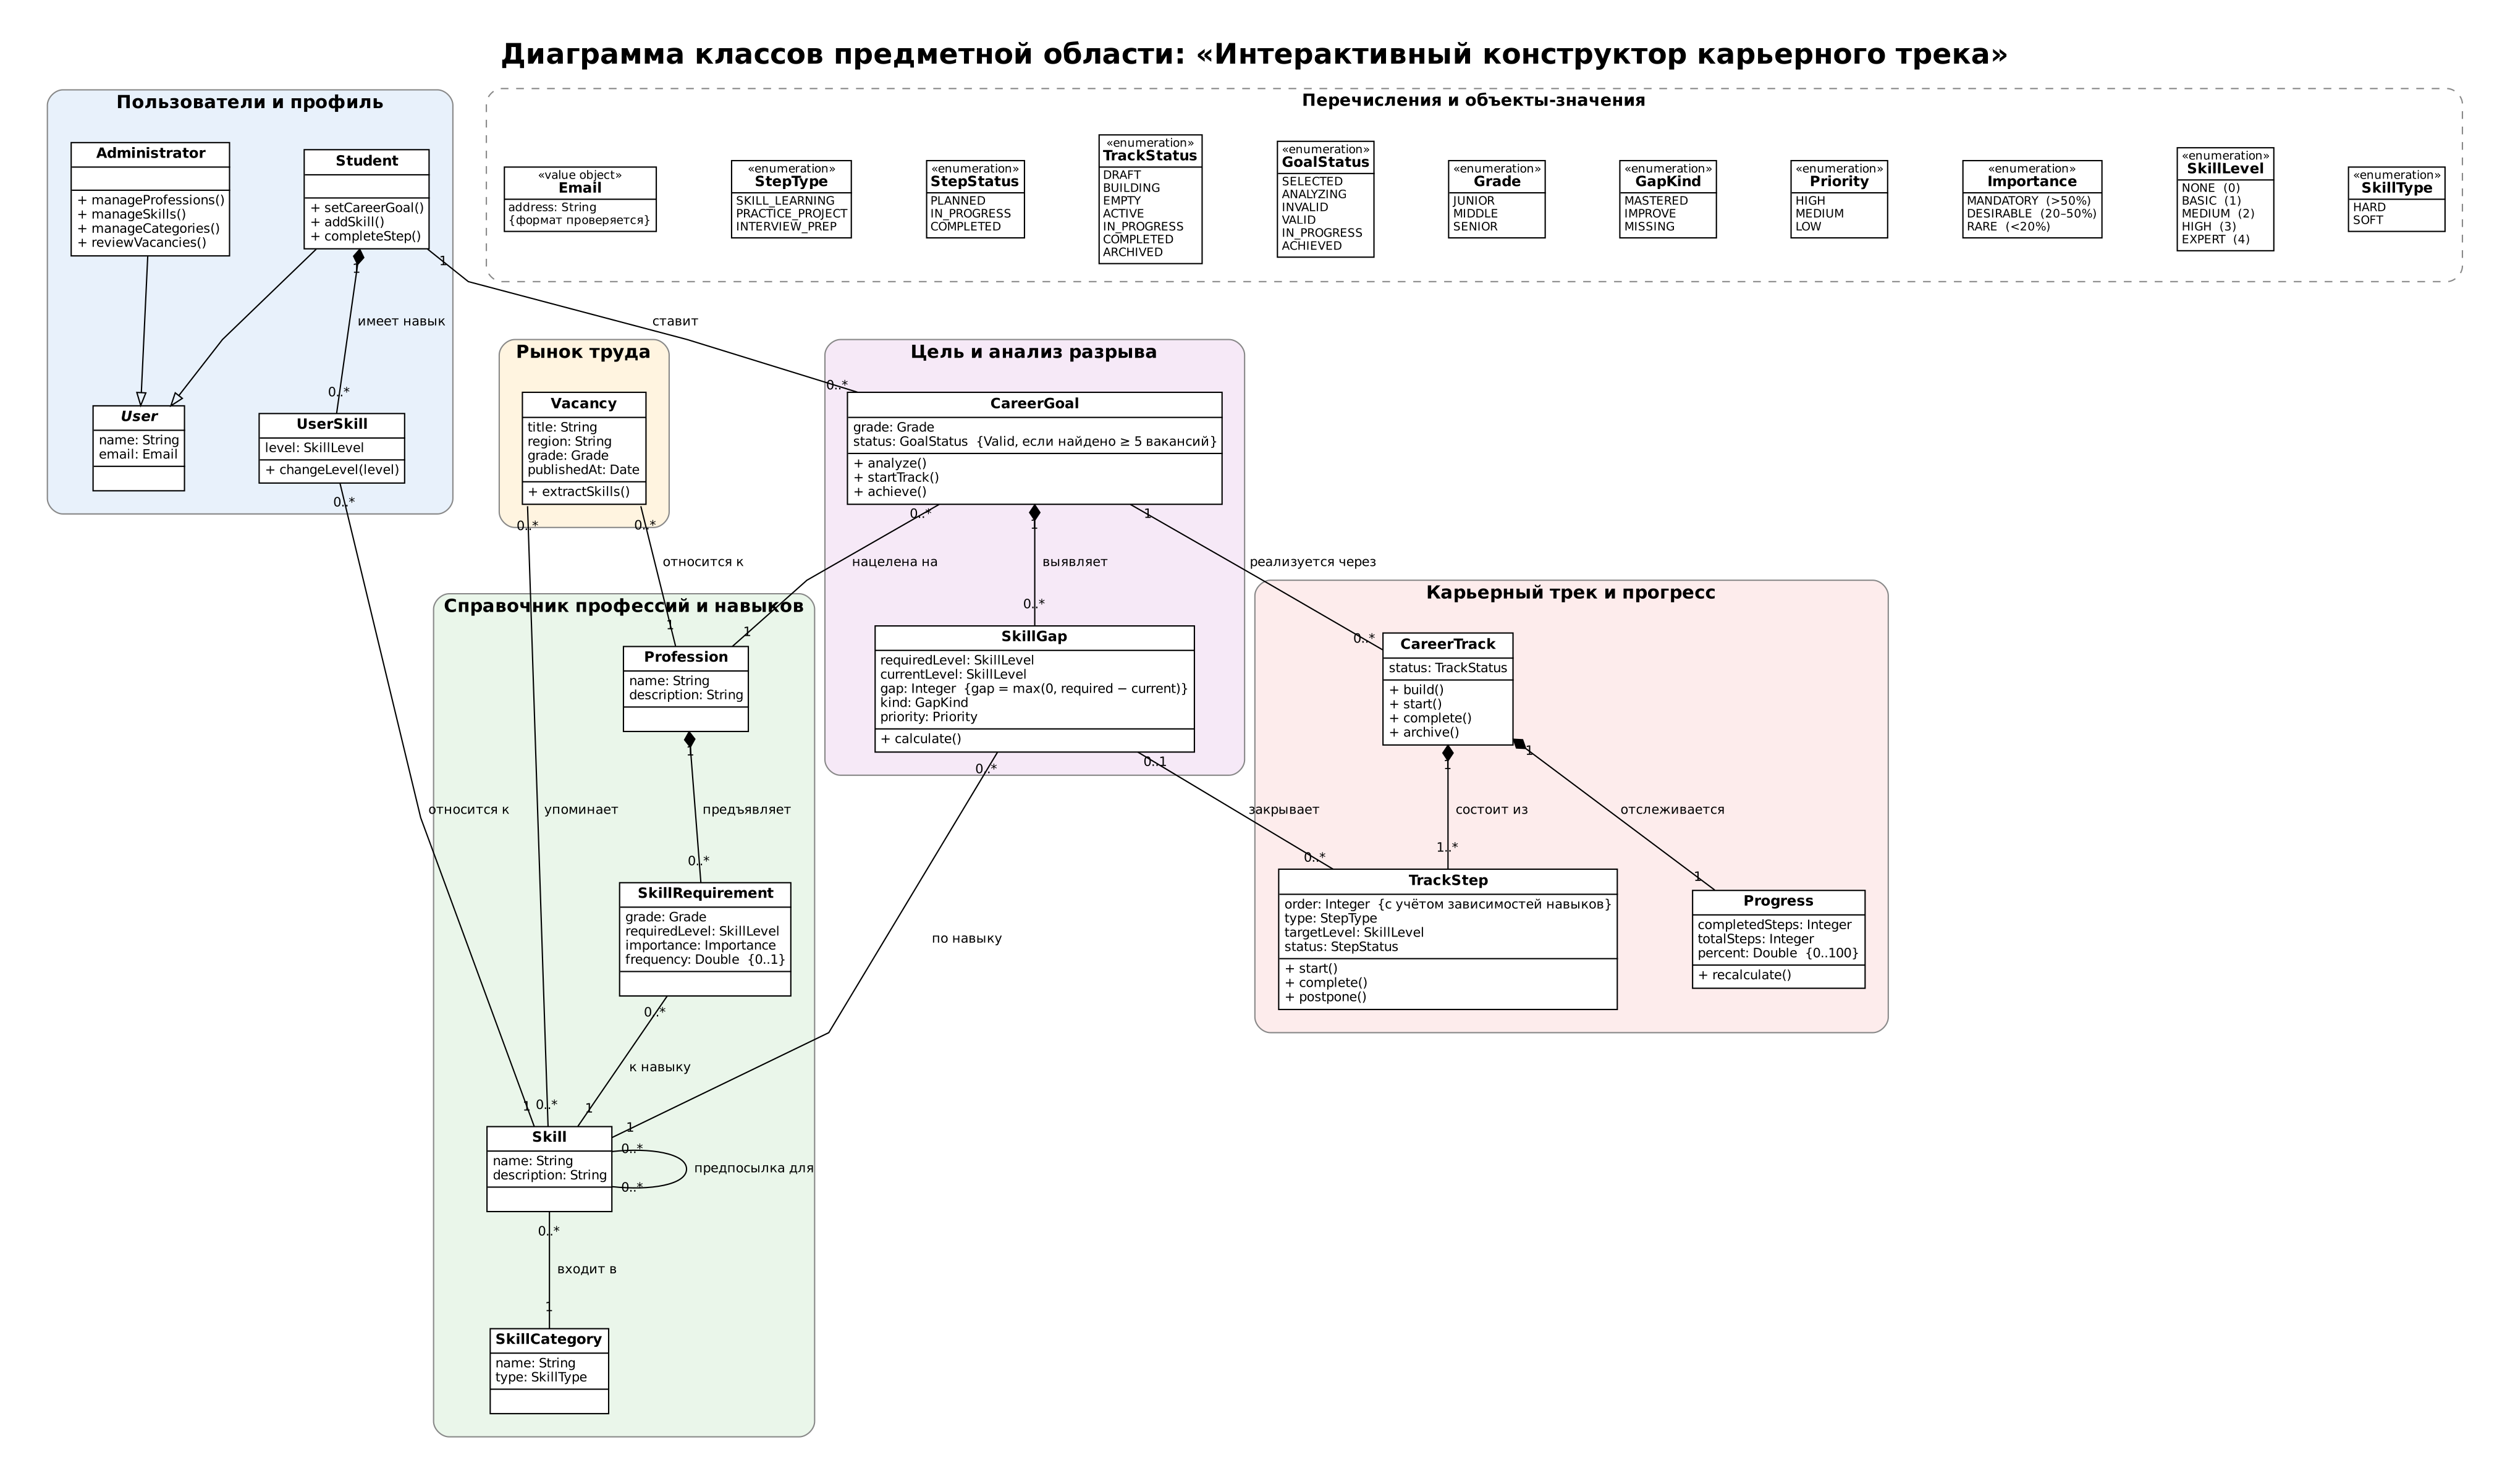 Диаграмма классов предметной области: «Интерактивный конструктор карьерного трека»
Пользователи и профиль
Administrator
+ manageProfessions()
+ manageSkills()
+ manageCategories()
+ reviewVacancies()
Student
+ setCareerGoal()
+ addSkill()
+ completeStep()
1
1
имеет навык
0..*
User
name: String
email: Email
UserSkill
level: SkillLevel
+ changeLevel(level)
0..*
Перечисления и объекты-значения
«value object»
Email
address: String
{формат проверяется}
«enumeration»
StepType
SKILL_LEARNING
PRACTICE_PROJECT
INTERVIEW_PREP
«enumeration»
StepStatus
PLANNED
IN_PROGRESS
COMPLETED
«enumeration»
TrackStatus
DRAFT
BUILDING
EMPTY
ACTIVE
IN_PROGRESS
COMPLETED
ARCHIVED
«enumeration»
GoalStatus
SELECTED
ANALYZING
INVALID
VALID
IN_PROGRESS
ACHIEVED
«enumeration»
Grade
JUNIOR
MIDDLE
SENIOR
«enumeration»
GapKind
MASTERED
IMPROVE
MISSING
«enumeration»
Priority
HIGH
MEDIUM
LOW
«enumeration»
Importance
MANDATORY (>50%)
DESIRABLE (20–50%)
RARE (<20%)
«enumeration»
SkillLevel
NONE (0)
BASIC (1)
MEDIUM (2)
HIGH (3)
EXPERT (4)
«enumeration»
SkillType
HARD
SOFT
ставит
0..*
Рынок труда
Vacancy
title: String
region: String
grade: Grade
publishedAt: Date
+ extractSkills()
0..*
0..*
относится к
1
Цель и анализ разрыва
CareerGoal
grade: Grade
status: GoalStatus {Valid, если найдено ≥ 5 вакансий}
+ analyze()
+ startTrack()
+ achieve()
0..*
1
1
нацелена на
1
выявляет
0..*
реализуется через
0..*
SkillGap
requiredLevel: SkillLevel
currentLevel: SkillLevel
gap: Integer {gap = max(0, required − current)}
kind: GapKind
priority: Priority
+ calculate()
0..*
0..1
закрывает
0..*
по навыку
1
Справочник профессий и навыков
Profession
name: String
description: String
1
предъявляет
0..*
относится к
1
упоминает
0..*
SkillRequirement
grade: Grade
requiredLevel: SkillLevel
importance: Importance
frequency: Double {0..1}
0..*
к навыку
1
Skill
name: String
description: String
0..*
предпосылка для
0..*
0..*
входит в
1
SkillCategory
name: String
type: SkillType
Карьерный трек и прогресс
CareerTrack
status: TrackStatus
+ build()
+ start()
+ complete()
+ archive()
1
1
состоит из
1..*
отслеживается
1
TrackStep
order: Integer {с учётом зависимостей навыков}
type: StepType
targetLevel: SkillLevel
status: StepStatus
+ start()
+ complete()
+ postpone()
Progress
completedSteps: Integer
totalSteps: Integer
percent: Double {0..100}
+ recalculate()